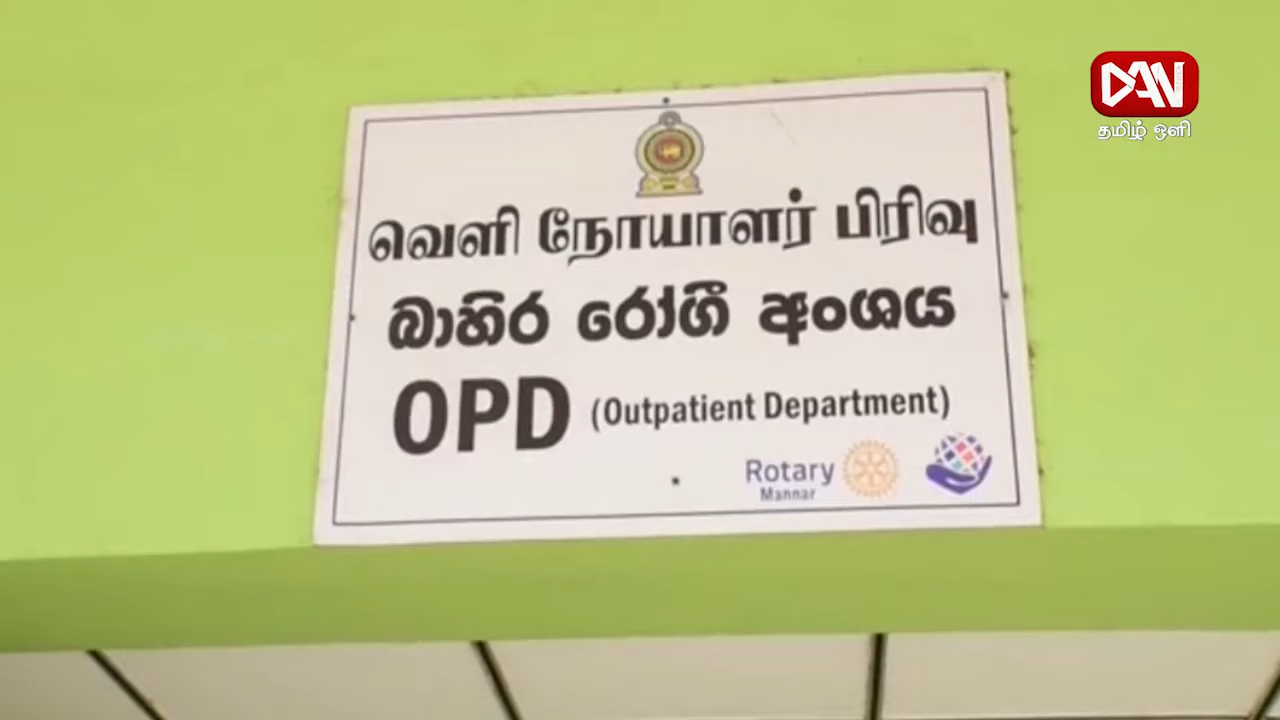 DAN
தமிழ் ஒளி
வெளி நோயாளர் பிரிவு
බාහිර රෝගී අංශය
OPD (Outpatient Department)
Rotary
Mannar